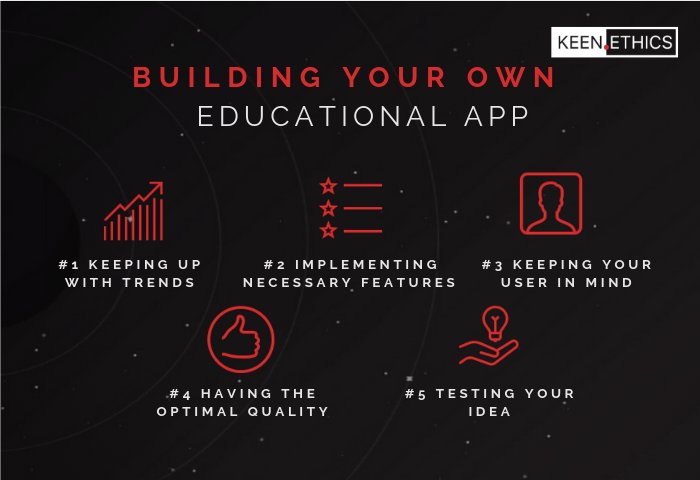 KEEN.ETHICS
BUILDING YOUR OWN
EDUCATIONAL APP
#1 KEEPING UP
WITH TRENDS
#2 IMPLEMENTING
NECESSARY FEATURES
#3 KEEPING YOUR
USER IN MIND
#4 HAVING THE
OPTIMAL QUALITY
#5 TESTING YOUR
IDEA